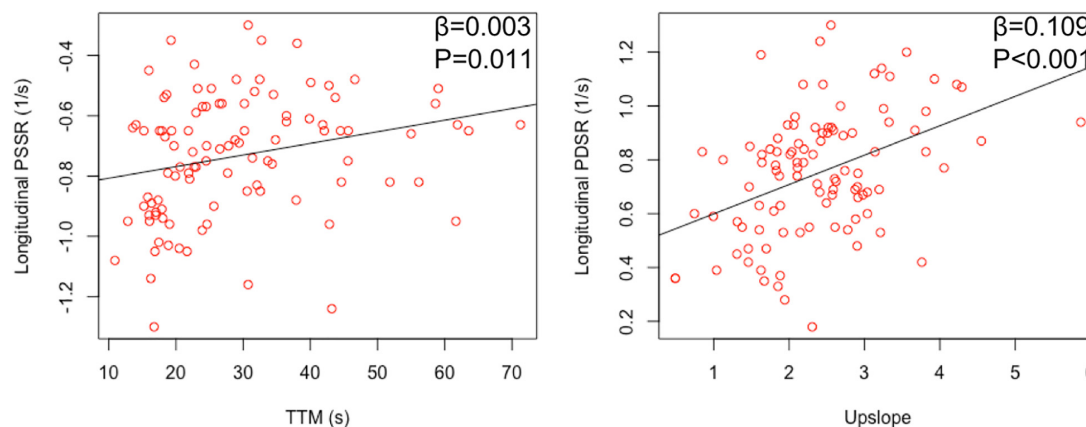 β=0.003
P=0.011
Longitudinal PSSR (1/s)
-0.4
-0.6
-0.8
-1.0
-1.2
10 20 30 40 50 60 70
TTM (s)
β=0.109
P<0.001
Longitudinal PDSR (1/s)
1.2
1.0
0.8
0.6
0.4
0.2
1 2 3 4 5
Upslope